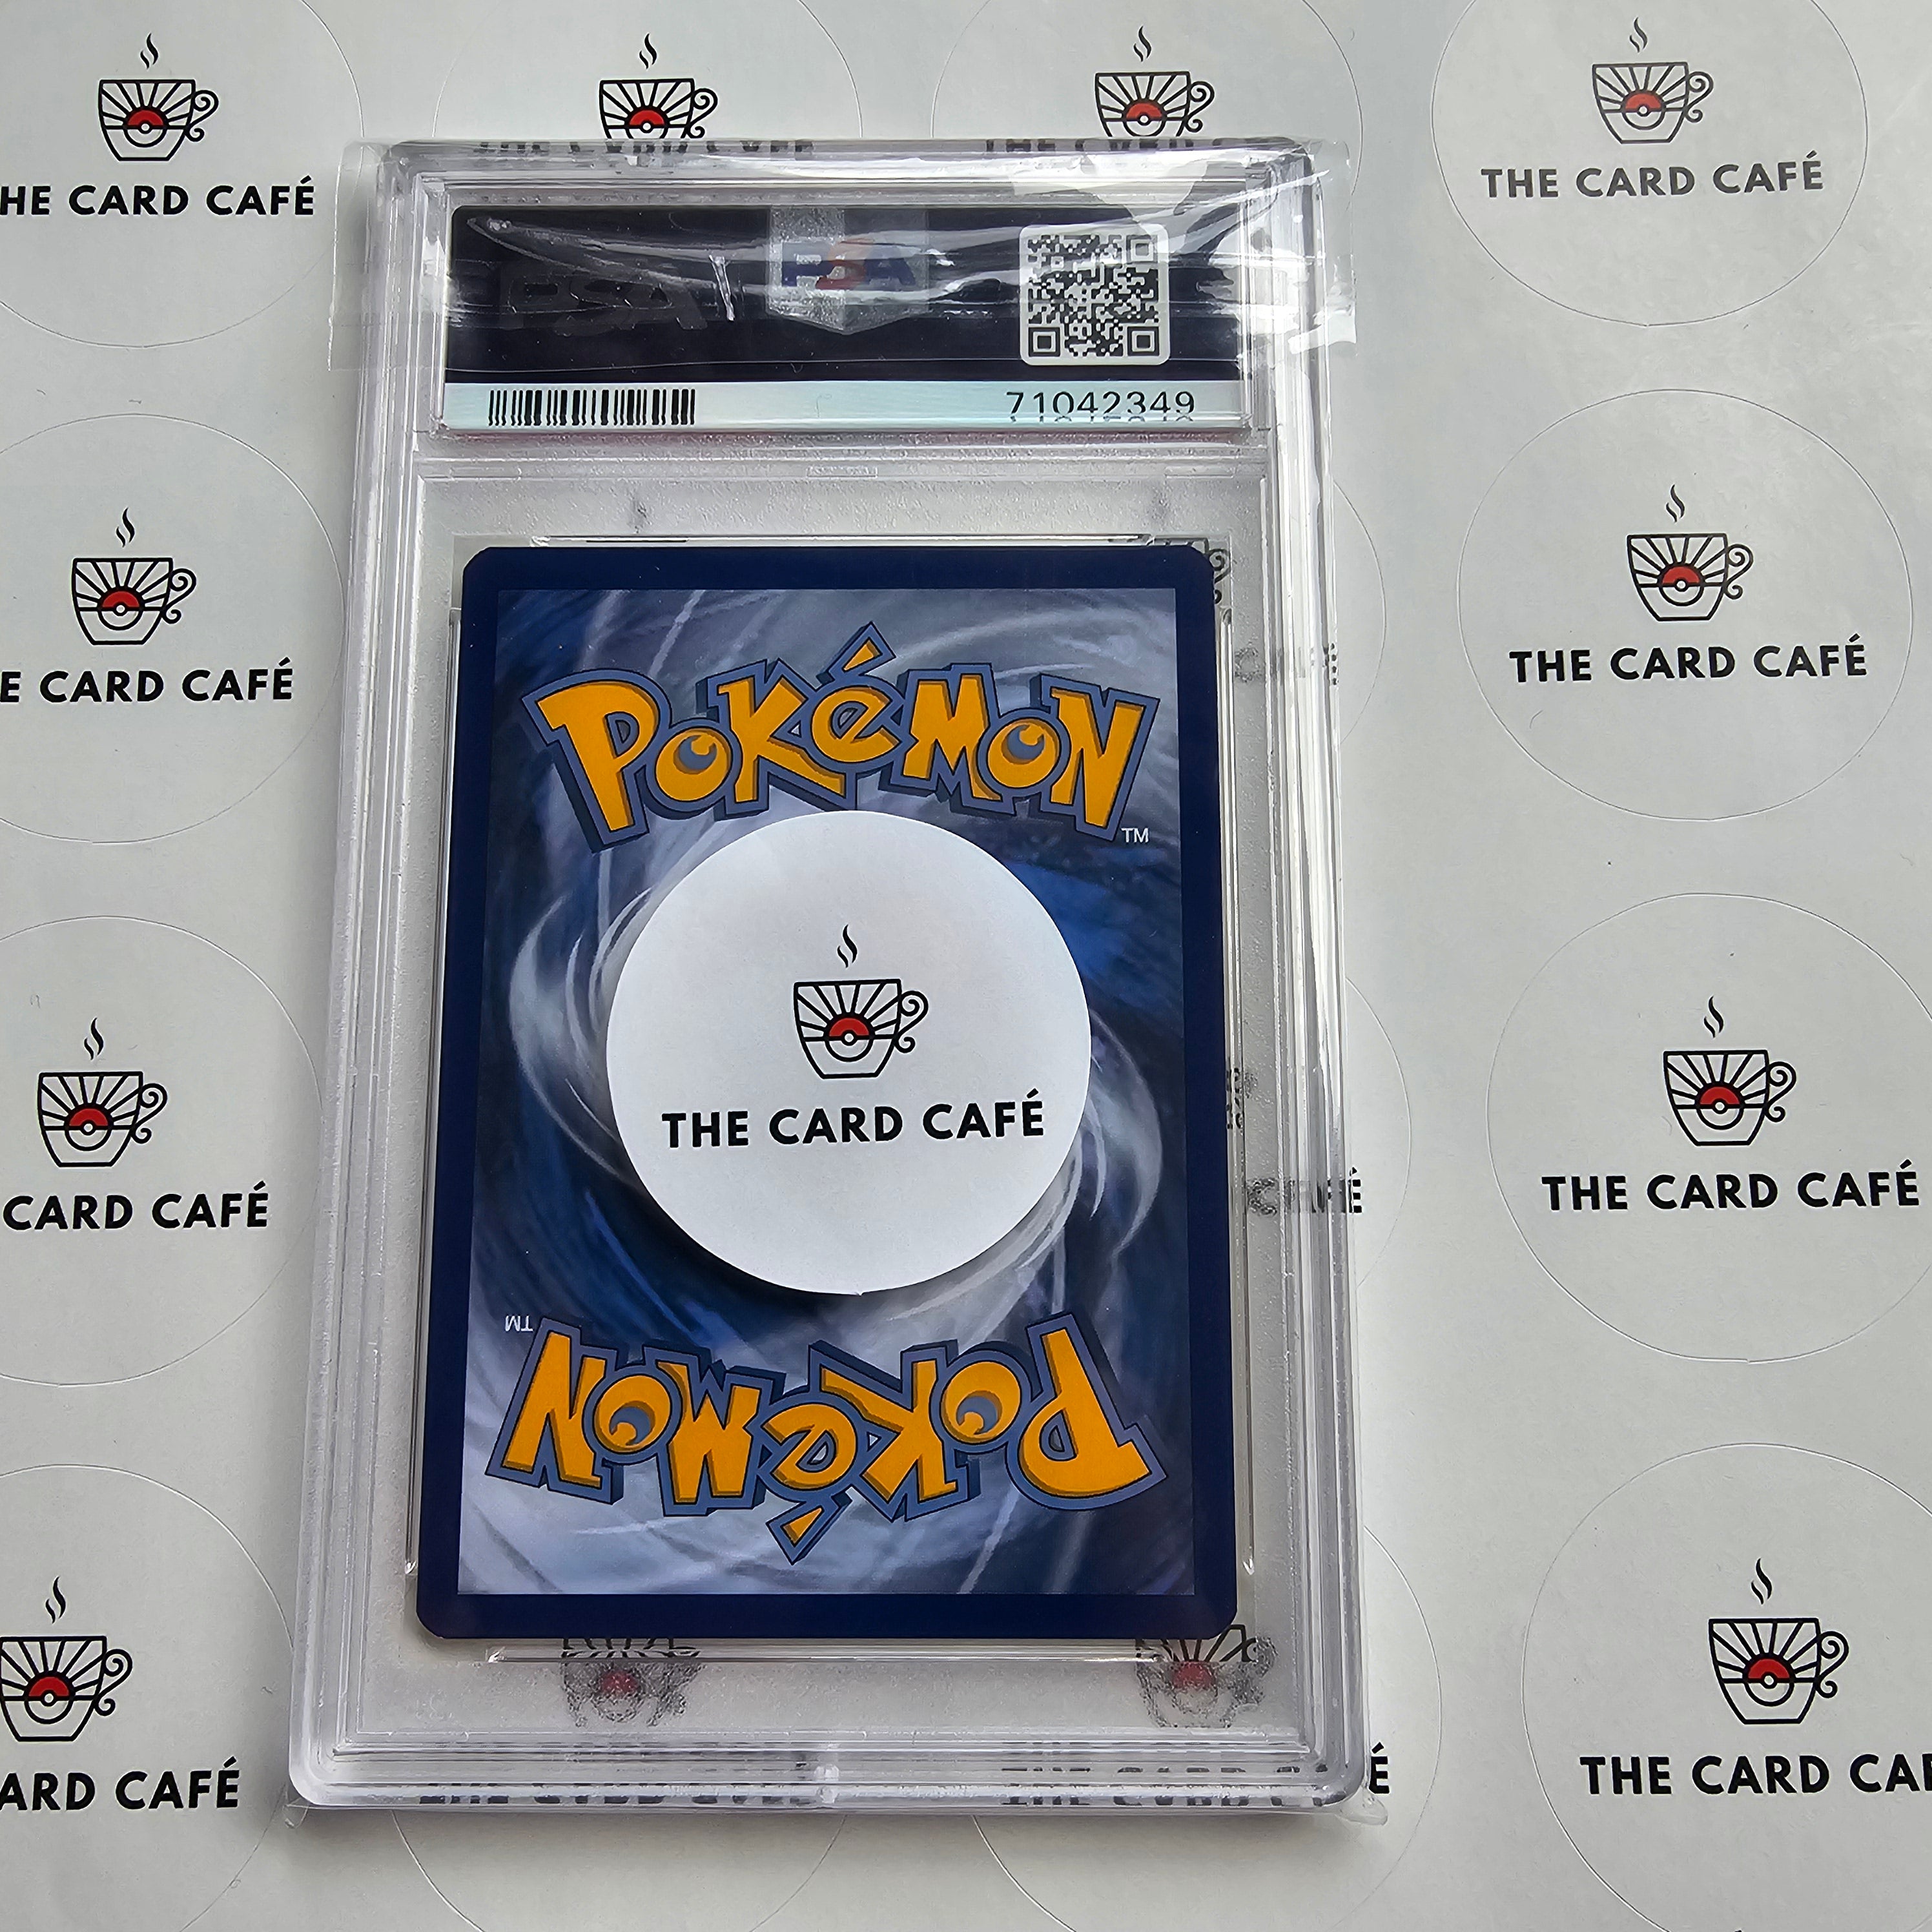 THE CARD CAFÉ
HE CARD CAFÉ
PSA
PSA
71042349
E CARD CAFÉ
THE CARD CAFÉ
POKéMON
TM
THE CARD CAFÉ
CARD CAFÉ
THE CARD CAFÉ
TM
POKéMON
ARD CAFÉ
THE CARD CAF